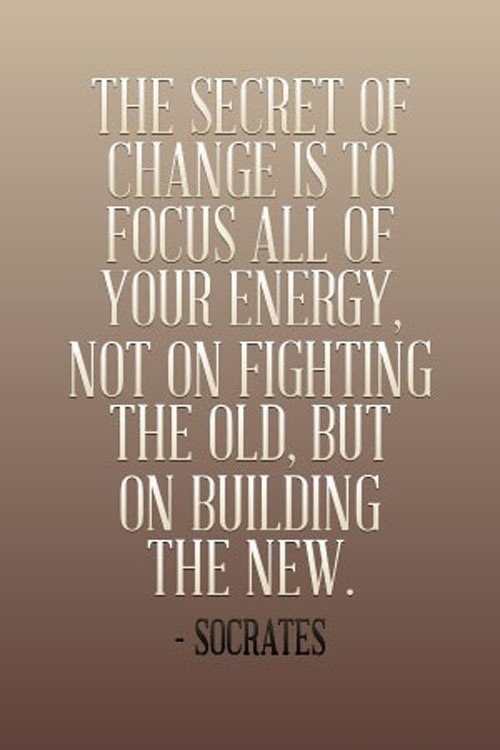 THE SECRET OF
CHANGE IS TO
FOCUS ALL OF
YOUR ENERGY,
NOT ON FIGHTING
THE OLD, BUT
ON BUILDING
THE NEW.
- SOCRATES